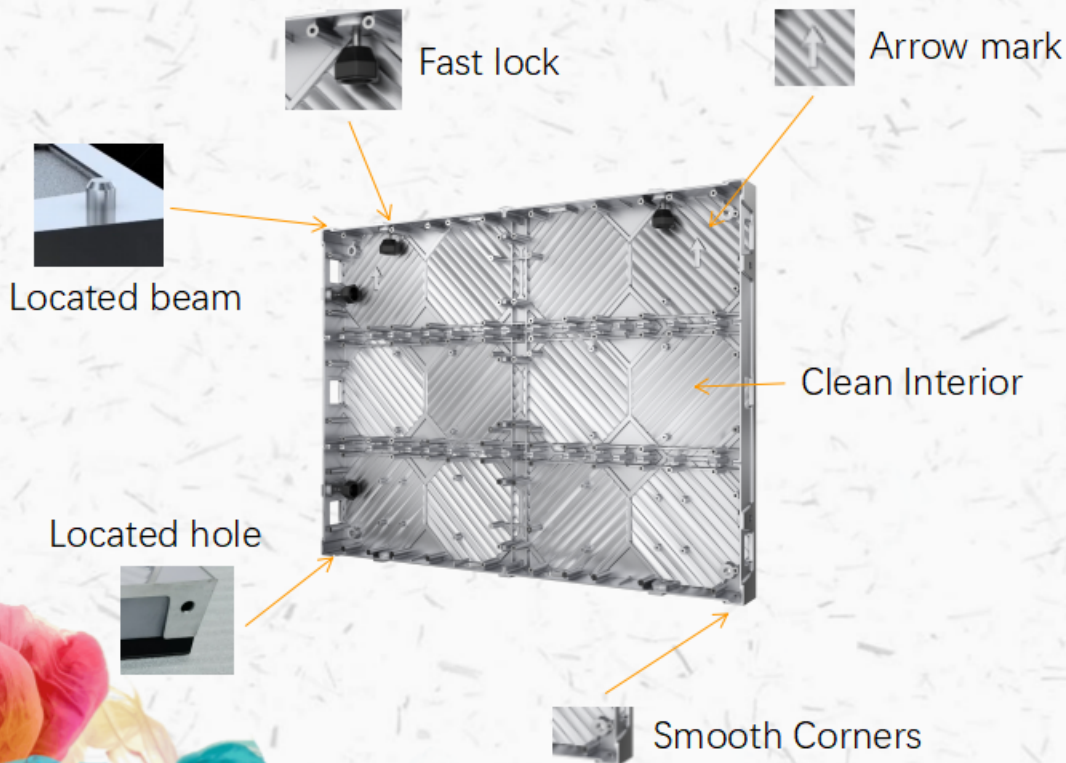 Fast lock
Arrow mark
Located beam
Clean Interior
Located hole
Smooth Corners